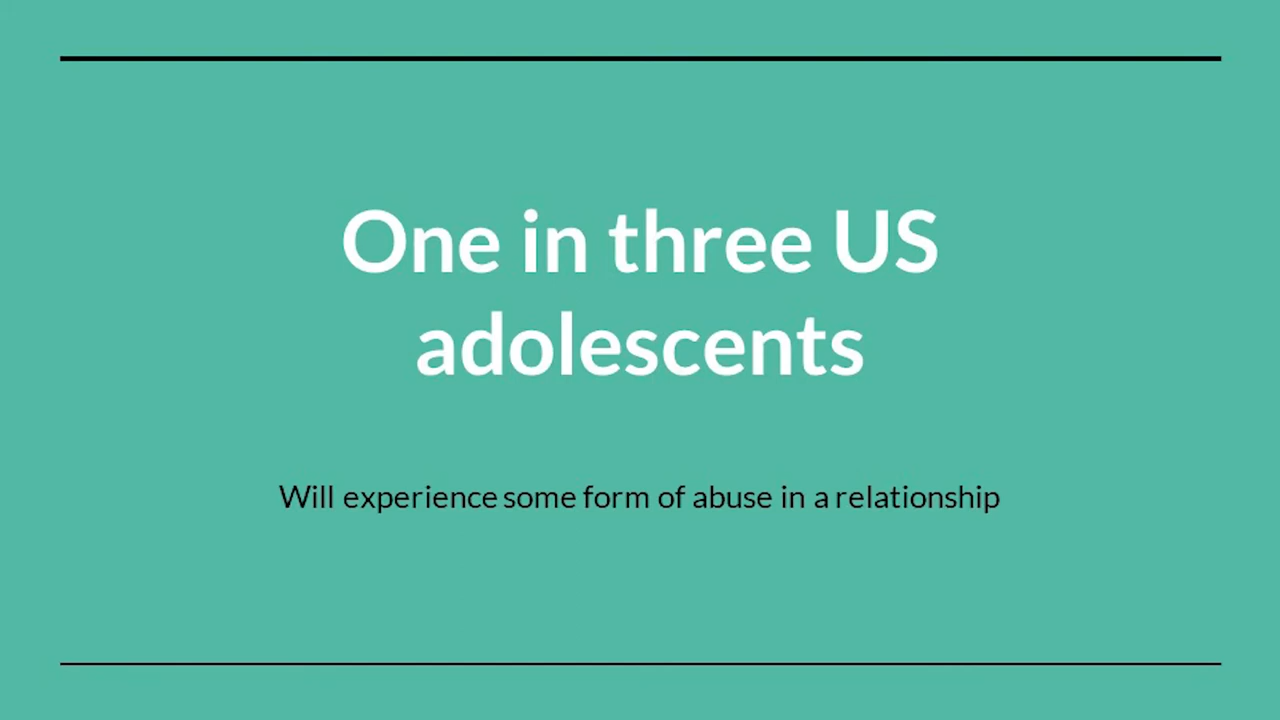 One in three US
adolescents
Will experience some form of abuse in a relationship